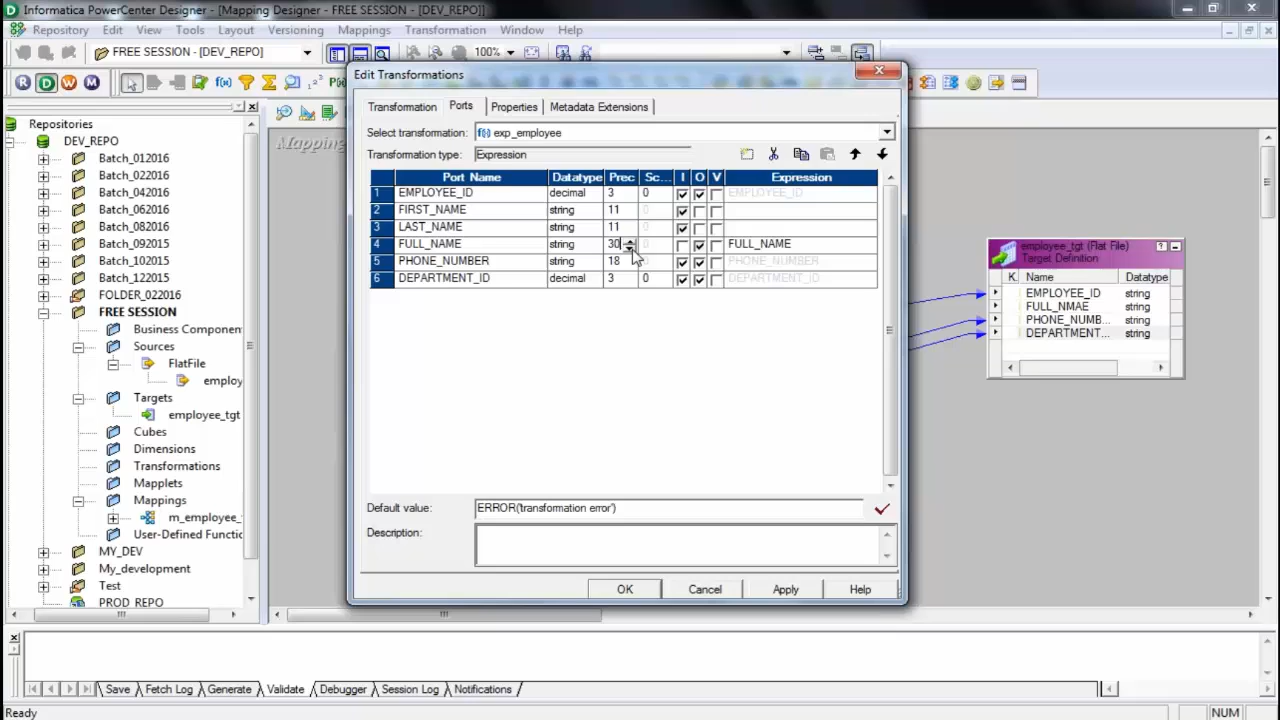 Informatica PowerCenter Designer - [Mapping Designer - FREE SESSION - [DEV_REPO]]
Repository Edit View Tools Layout Versioning Mappings Transformation Window Help
FREE SESSION - [DEV_REPO] 100%
R D W M
Repositories
DEV_REPO
Batch_012016
Batch_022016
Batch_042016
Batch_062016
Batch_082016
Batch_092015
Batch_102015
Batch_122015
FOLDER_022016
FREE SESSION
Business Componen
Sources
FlatFile
employ
Targets
employee_tgt
Cubes
Dimensions
Transformations
Mapplets
Mappings
m_employee_
User-Defined Functic
MY_DEV
My_development
Test
PROD_REPO
Mapping
Edit Transformations
Transformation Ports Properties Metadata Extensions
Select transformation: f(x) exp_employee
Transformation type: Expression
Port Name Datatype Prec Sc... I O V Expression
1 EMPLOYEE_ID decimal 3 0 EMPLOYEE_ID
2 FIRST_NAME string 11 0
3 LAST_NAME string 11 0
4 FULL_NAME string 30 0 FULL_NAME
5 PHONE_NUMBER string 18 0 PHONE_NUMBER
6 DEPARTMENT_ID decimal 3 0 DEPARTMENT_ID
Default value: ERROR('transformation error')
Description:
OK Cancel Apply Help
employee_tgt (Flat File)
Target Definition
K. Name Datatype
EMPLOYEE_ID string
FULL_NMAE string
PHONE_NUMB... string
DEPARTMENT... string
Save Fetch Log Generate Validate Debugger Session Log Notifications
Ready NUM